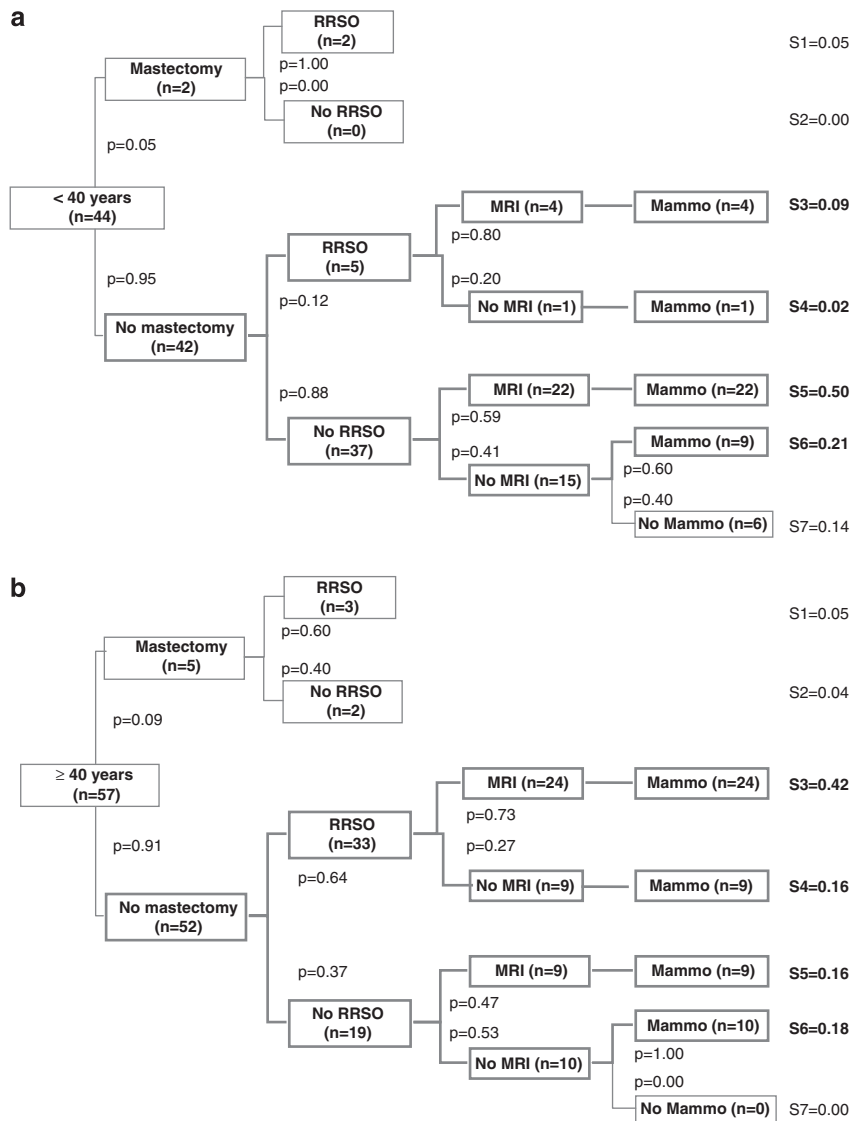 a
RRSO
(n=2)
S1=0.05
p=1.00
Mastectomy
(n=2)
p=0.00
No RRSO
(n=0)
S2=0.00
p=0.05
< 40 years
(n=44)
MRI (n=4)
Mammo (n=4)
S3=0.09
p=0.80
RRSO
(n=5)
p=0.95
p=0.20
p=0.12
No MRI (n=1)
Mammo (n=1)
S4=0.02
No mastectomy
(n=42)
MRI (n=22)
Mammo (n=22)
S5=0.50
p=0.88
p=0.59
No RRSO
(n=37)
Mammo (n=9)
S6=0.21
p=0.41
p=0.60
No MRI (n=15)
p=0.40
No Mammo (n=6)
S7=0.14
b
RRSO
(n=3)
S1=0.05
p=0.60
Mastectomy
(n=5)
p=0.40
No RRSO
(n=2)
S2=0.04
p=0.09
≥ 40 years
(n=57)
MRI (n=24)
Mammo (n=24)
S3=0.42
p=0.73
RRSO
(n=33)
p=0.91
p=0.27
p=0.64
No MRI (n=9)
Mammo (n=9)
S4=0.16
No mastectomy
(n=52)
p=0.37
MRI (n=9)
Mammo (n=9)
S5=0.16
p=0.47
No RRSO
(n=19)
Mammo (n=10)
S6=0.18
p=0.53
p=1.00
No MRI (n=10)
p=0.00
No Mammo (n=0)
S7=0.00